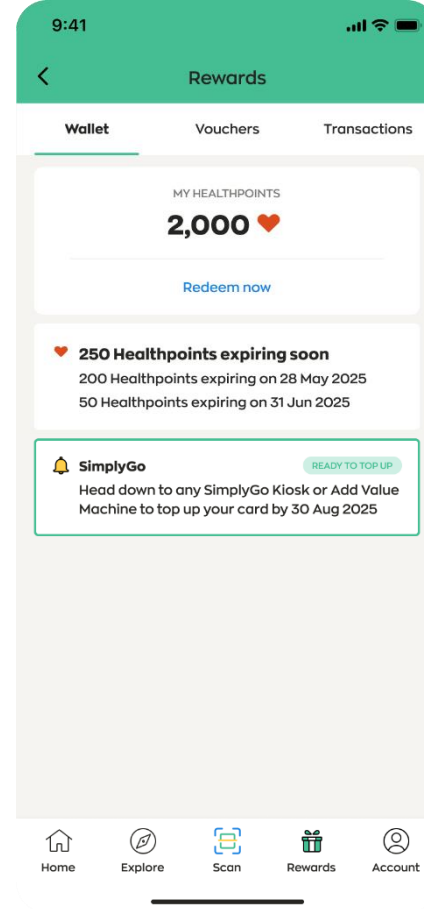 9:41
Rewards
Wallet Vouchers Transactions
MY HEALTHPOINTS
2,000
Redeem now
250 Healthpoints expiring soon
200 Healthpoints expiring on 28 May 2025
50 Healthpoints expiring on 31 Jun 2025
SimplyGo READY TO TOP UP
Head down to any SimplyGo Kiosk or Add Value
Machine to top up your card by 30 Aug 2025
Home Explore Scan Rewards Account